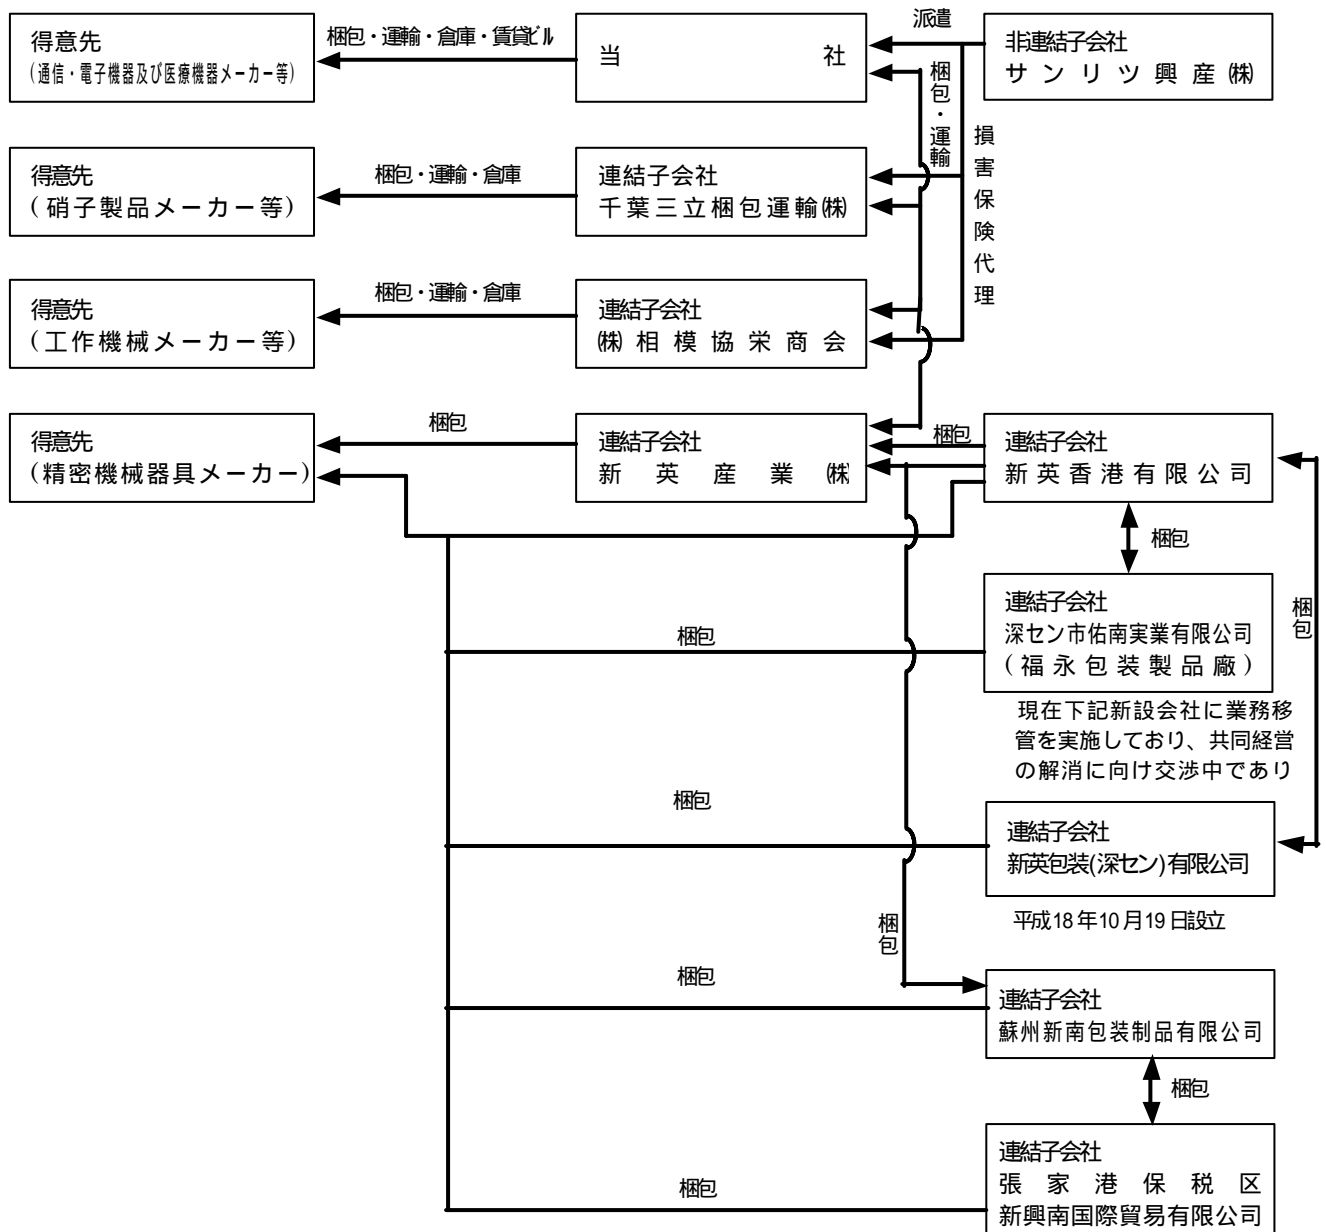 得意先
(通信・電子機器及び医療機器メーカー等)
梱包・運輸・倉庫・賃貸ビル
当社
派遣
非連結子会社
サンリツ興産㈱
梱包・運輸
損害保険代理
得意先
(硝子製品メーカー等)
梱包・運輸・倉庫
連結子会社
千葉三立梱包運輸㈱
得意先
(工作機械メーカー等)
梱包・運輸・倉庫
連結子会社
㈱相模協栄商会
得意先
(精密機械器具メーカー)
梱包
連結子会社
新英産業㈱
梱包
連結子会社
新英香港有限公司
梱包
梱包
梱包
連結子会社
深セン市佑南実業有限公司
(福永包装製品廠)
現在下記新設会社に業務移
管を実施しており、共同経営
の解消に向け交渉中であり
梱包
連結子会社
新英包装(深セン)有限公司
平成18年10月19日設立
梱包
梱包
連結子会社
蘇州新南包装制品有限公司
梱包
梱包
連結子会社
張家港保税区
新興南国際貿易有限公司